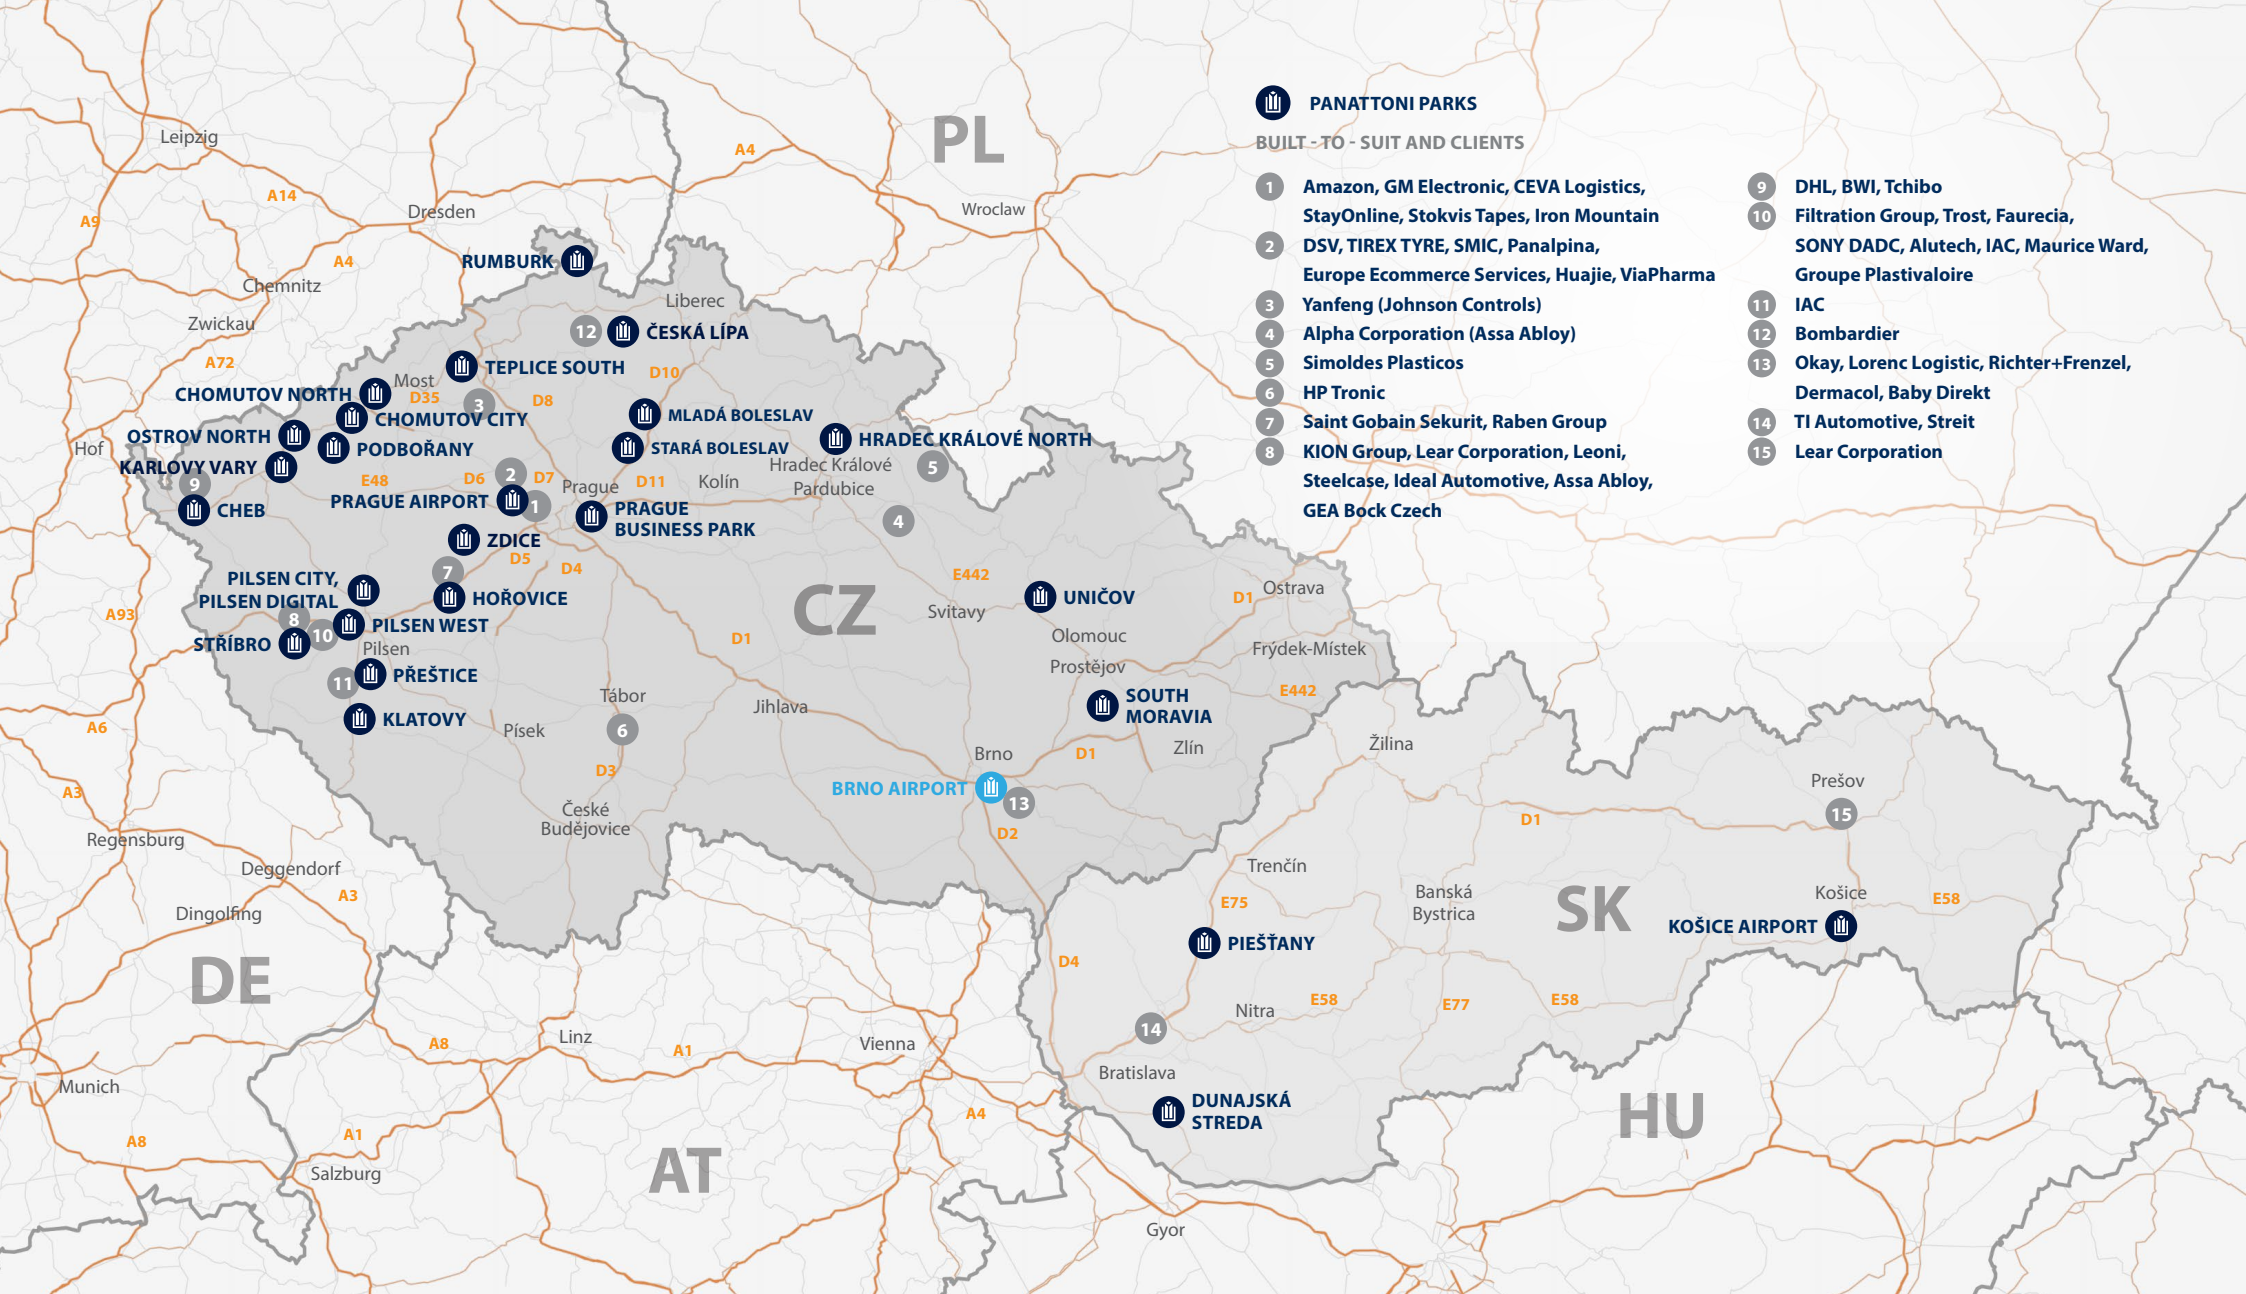 PANATTONI PARKS
BUILT - TO - SUIT AND CLIENTS
1 Amazon, GM Electronic, CEVA Logistics,
StayOnline, Stokvis Tapes, Iron Mountain
2 DSV, TIREX TYRE, SMIC, Panalpina,
Europe Ecommerce Services, Huajie, ViaPharma
3 Yanfeng (Johnson Controls)
4 Alpha Corporation (Assa Abloy)
5 Simoldes Plasticos
6 HP Tronic
7 Saint Gobain Sekurit, Raben Group
8 KION Group, Lear Corporation, Leoni,
Steelcase, Ideal Automotive, Assa Abloy,
GEA Bock Czech
9 DHL, BWI, Tchibo
10 Filtration Group, Trost, Faurecia,
SONY DADC, Alutech, IAC, Maurice Ward,
Groupe Plastivaloire
11 IAC
12 Bombardier
13 Okay, Lorenc Logistic, Richter+Frenzel,
Dermacol, Baby Direkt
14 TI Automotive, Streit
15 Lear Corporation
PL
Leipzig
A4
A14
A9
Dresden
Wroclaw
RUMBURK
A4
Chemnitz
Liberec
Zwickau
12
ČESKÁ LÍPA
A72
TEPLICE SOUTH
D10
Most
CHOMUTOV NORTH
D35
3
D8
CHOMUTOV CITY
MLADÁ BOLESLAV
OSTROV NORTH
HRADEC KRÁLOVÉ NORTH
Hof
PODBOŘANY
STARÁ BOLESLAV
KARLOVY VARY
Hradec Králové
5
9
E48
D6
2
D7
Prague
D11
Kolín
Pardubice
PRAGUE AIRPORT
1
CHEB
PRAGUE
BUSINESS PARK
4
ZDICE
D5
D4
7
E442
PILSEN CITY,
PILSEN DIGITAL
HOŘOVICE
CZ
UNIČOV
D1
Ostrava
A93
8
Svitavy
PILSEN WEST
10
STŘÍBRO
Pilsen
D1
Olomouc
Frýdek-Místek
Prostějov
11
PŘEŠTICE
Tábor
SOUTH
MORAVIA
E442
Jihlava
KLATOVY
A6
Písek
6
Brno
D1
Zlín
Žilina
D3
A3
BRNO AIRPORT
13
Prešov
České
Budějovice
D2
D1
15
Regensburg
Deggendorf
Trenčín
A3
Banská
Bystrica
SK
Košice
E58
E75
Dingolfing
KOŠICE AIRPORT
PIEŠŤANY
D4
DE
Nitra
E58
E77
E58
14
Linz
A8
A1
Vienna
Bratislava
Munich
DUNAJSKÁ
STREDA
A4
HU
A8
A1
Salzburg
AT
Gyor